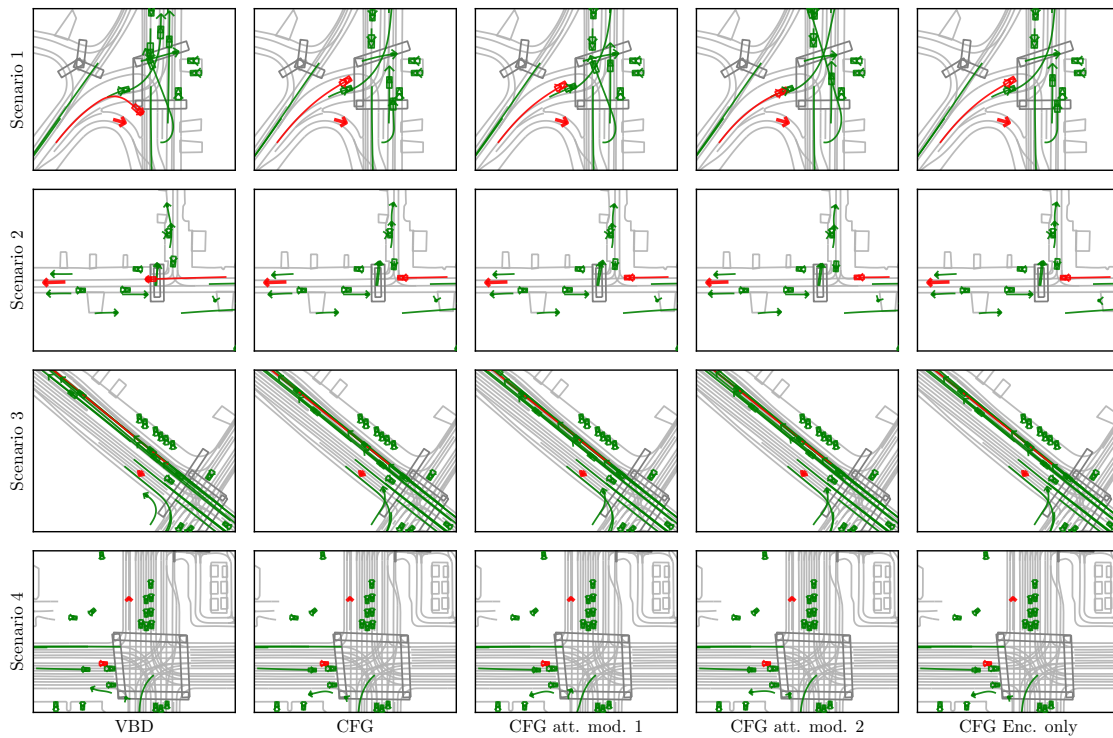 Scenario 1
Scenario 2
Scenario 3
Scenario 4
VBD
CFG
CFG att. mod. 1
CFG att. mod. 2
CFG Enc. only